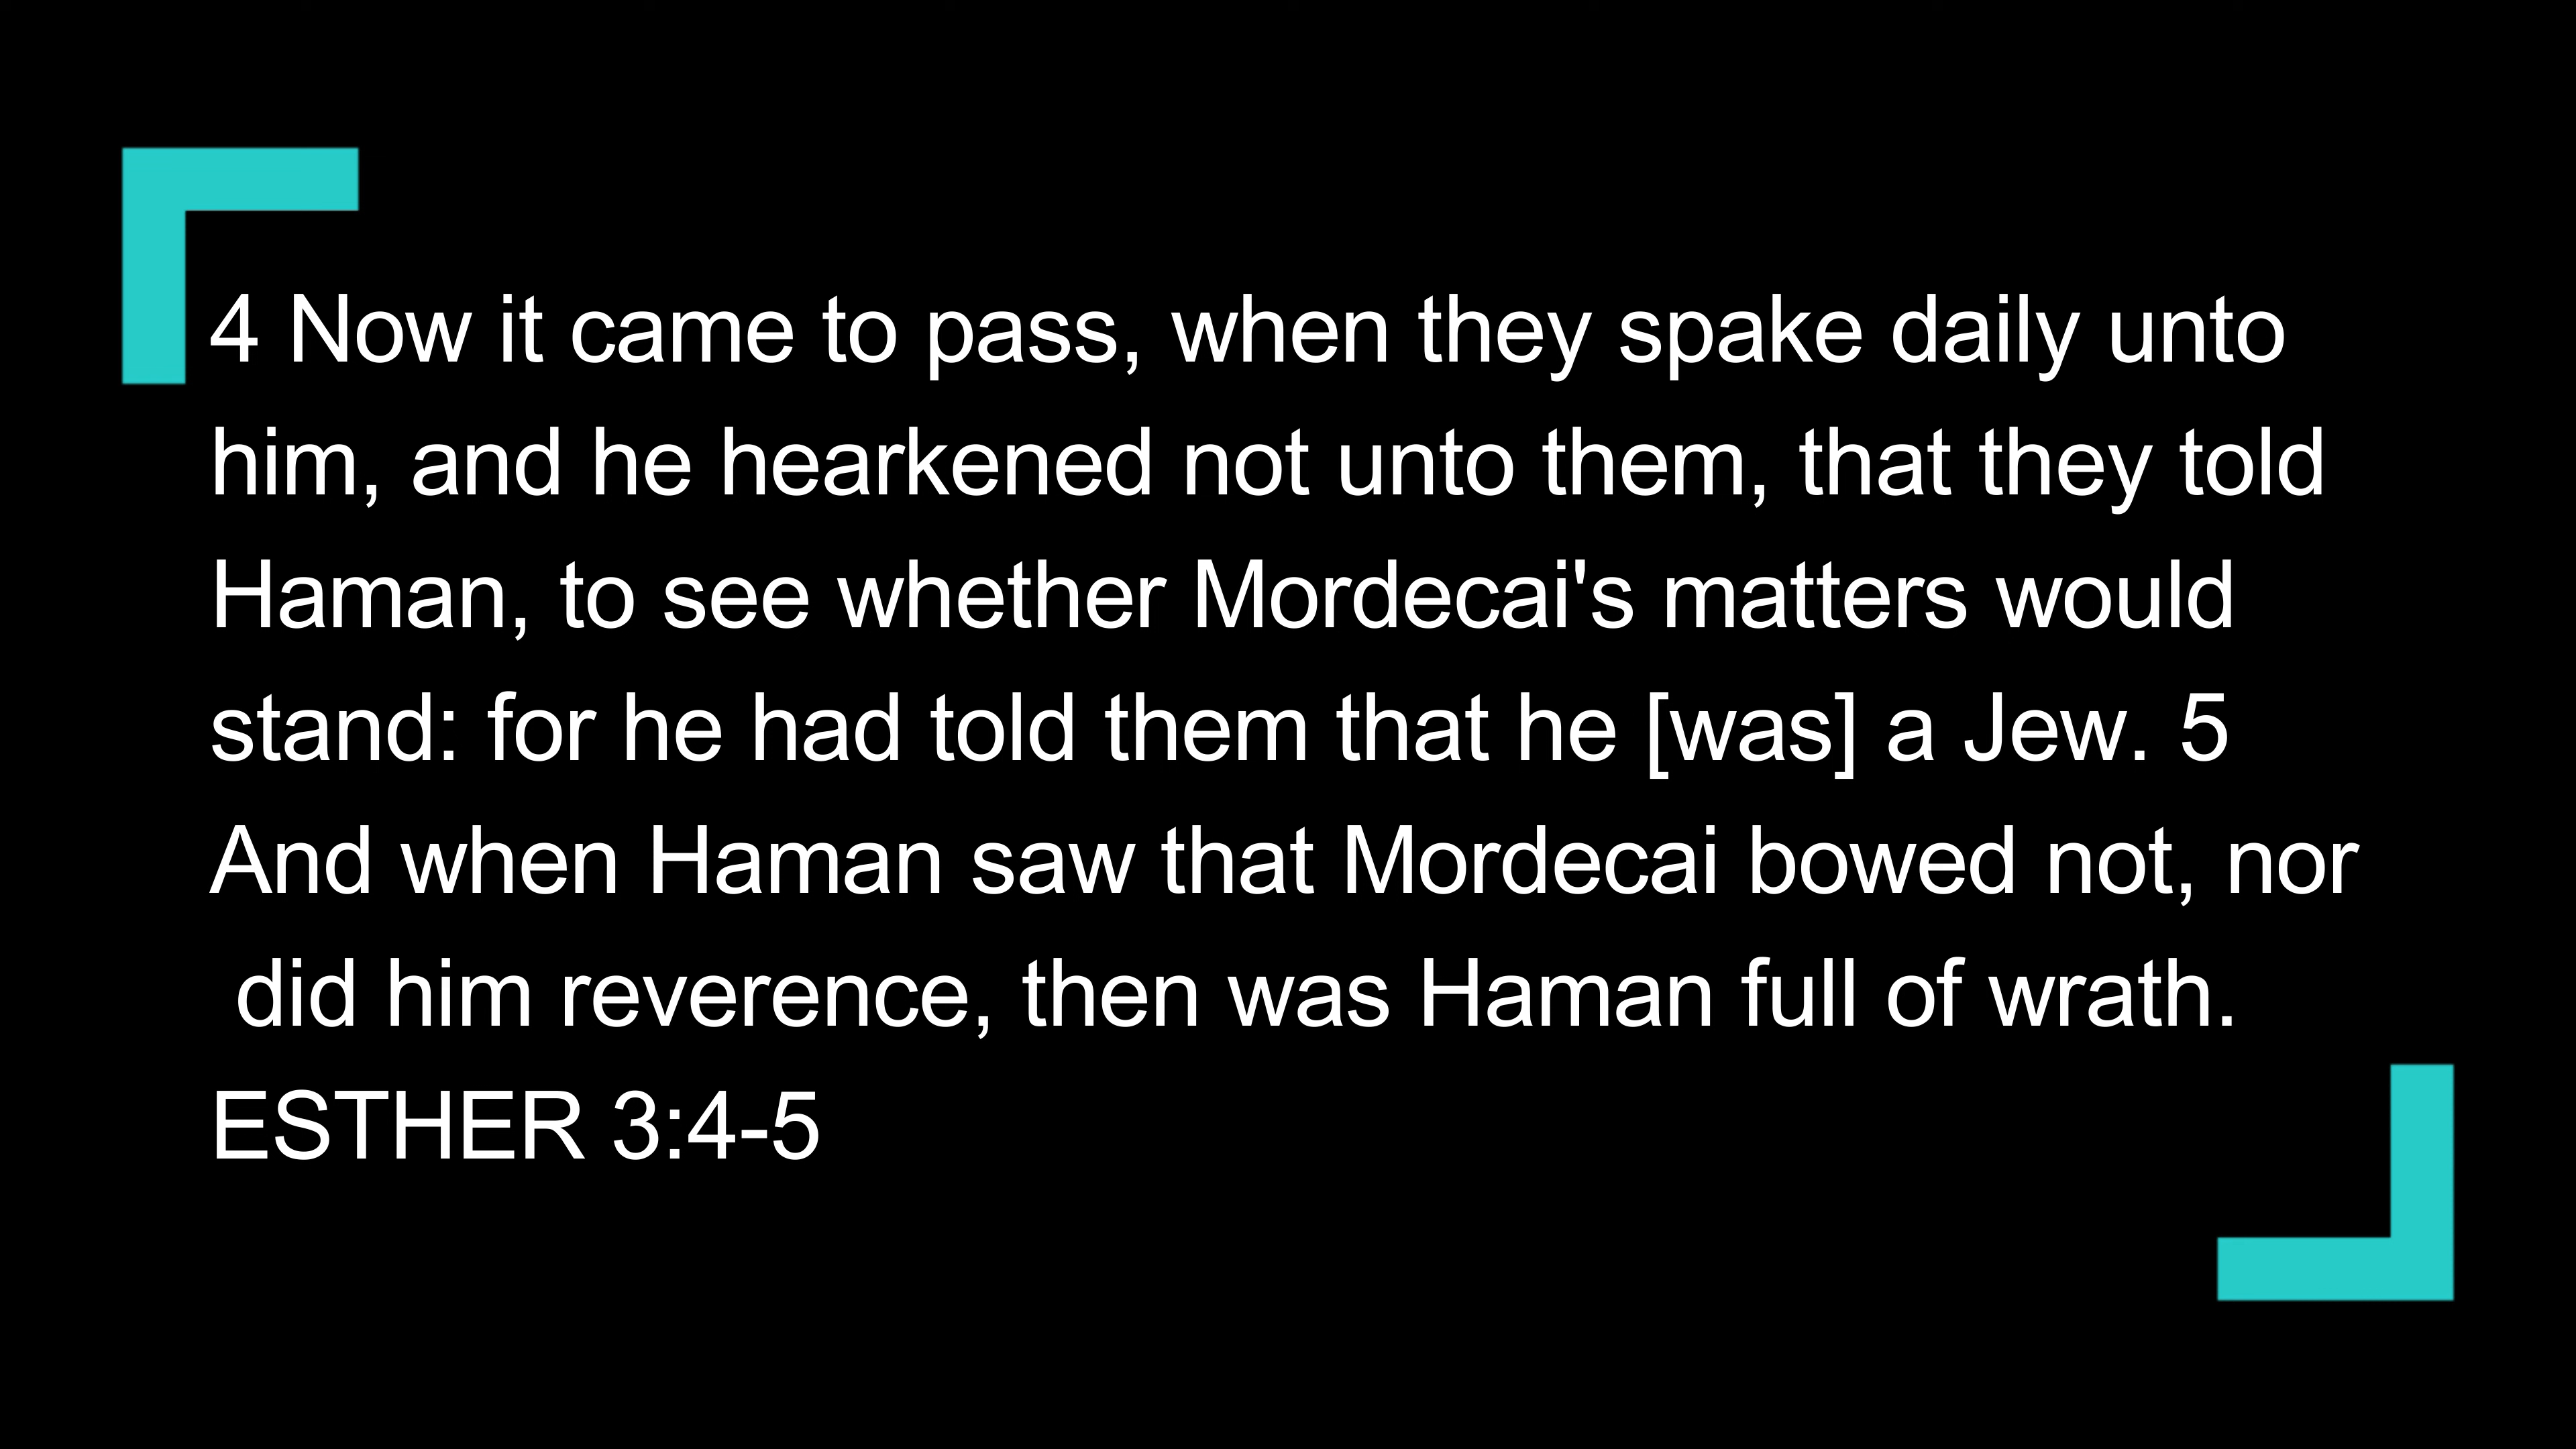 4 Now it came to pass, when they spake daily unto
him, and he hearkened not unto them, that they told
Haman, to see whether Mordecai's matters would
stand: for he had told them that he [was] a Jew. 5
And when Haman saw that Mordecai bowed not, nor
did him reverence, then was Haman full of wrath.
ESTHER 3:4-5